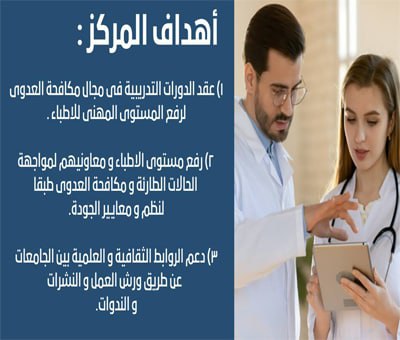 أهداف المركز :
١) عقد الدورات التدريبية فى مجال مكافحة العدوى
لرفع المستوى المهنى للاطباء .
٢) رفع مستوى الاطباء و معاونيهم لمواجهة
الحالات الطارئة و مكافحة العدوى طبقا
لنظم و معايير الجودة.
٣) دعم الروابط الثقافية و العلمية بين الجامعات
عن طريق ورش العمل و النشرات
و الندوات.